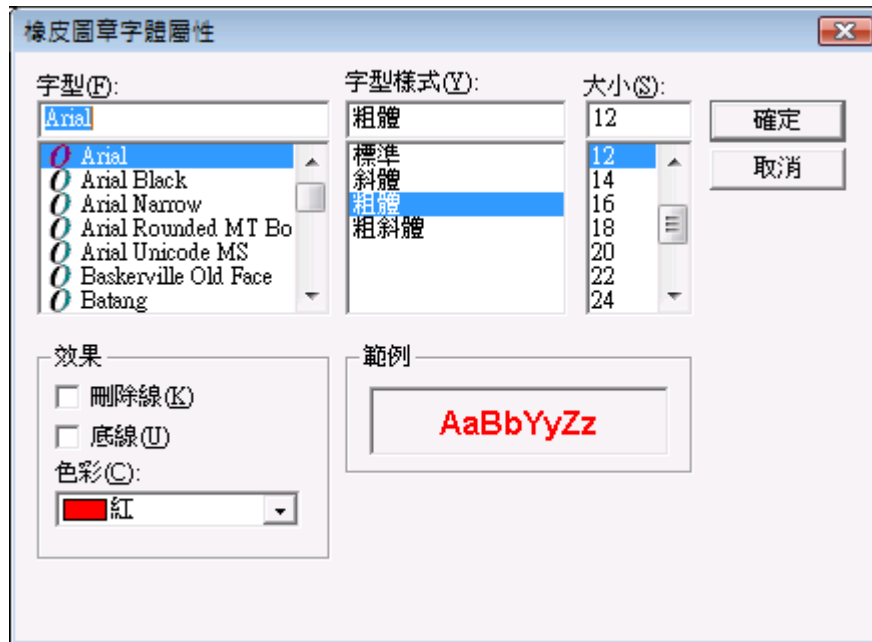 橡皮圖章字體屬性
字型(F):
Arial
Arial
Arial Black
Arial Narrow
Arial Rounded MT Bo
Arial Unicode MS
Baskerville Old Face
Batang
字型樣式(Y):
粗體
標準
斜體
粗體
粗斜體
大小(S):
12
12
14
16
18
20
22
24
確定
取消
效果
刪除線(K)
底線(U)
色彩(C):
紅
範例
AaBbYyZz